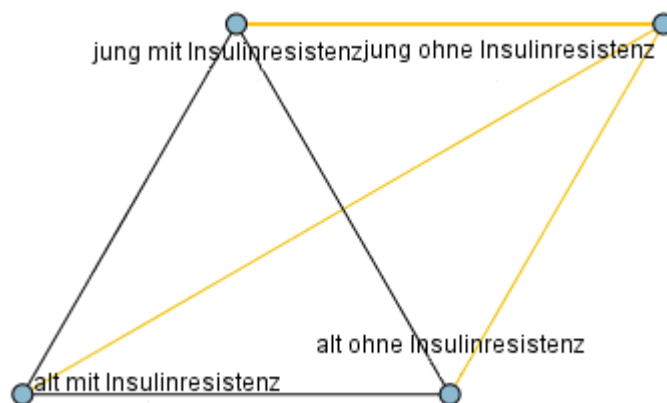 jung mit Insulinresistenz
jung ohne Insulinresistenz
alt ohne Insulinresistenz
alt mit Insulinresistenz